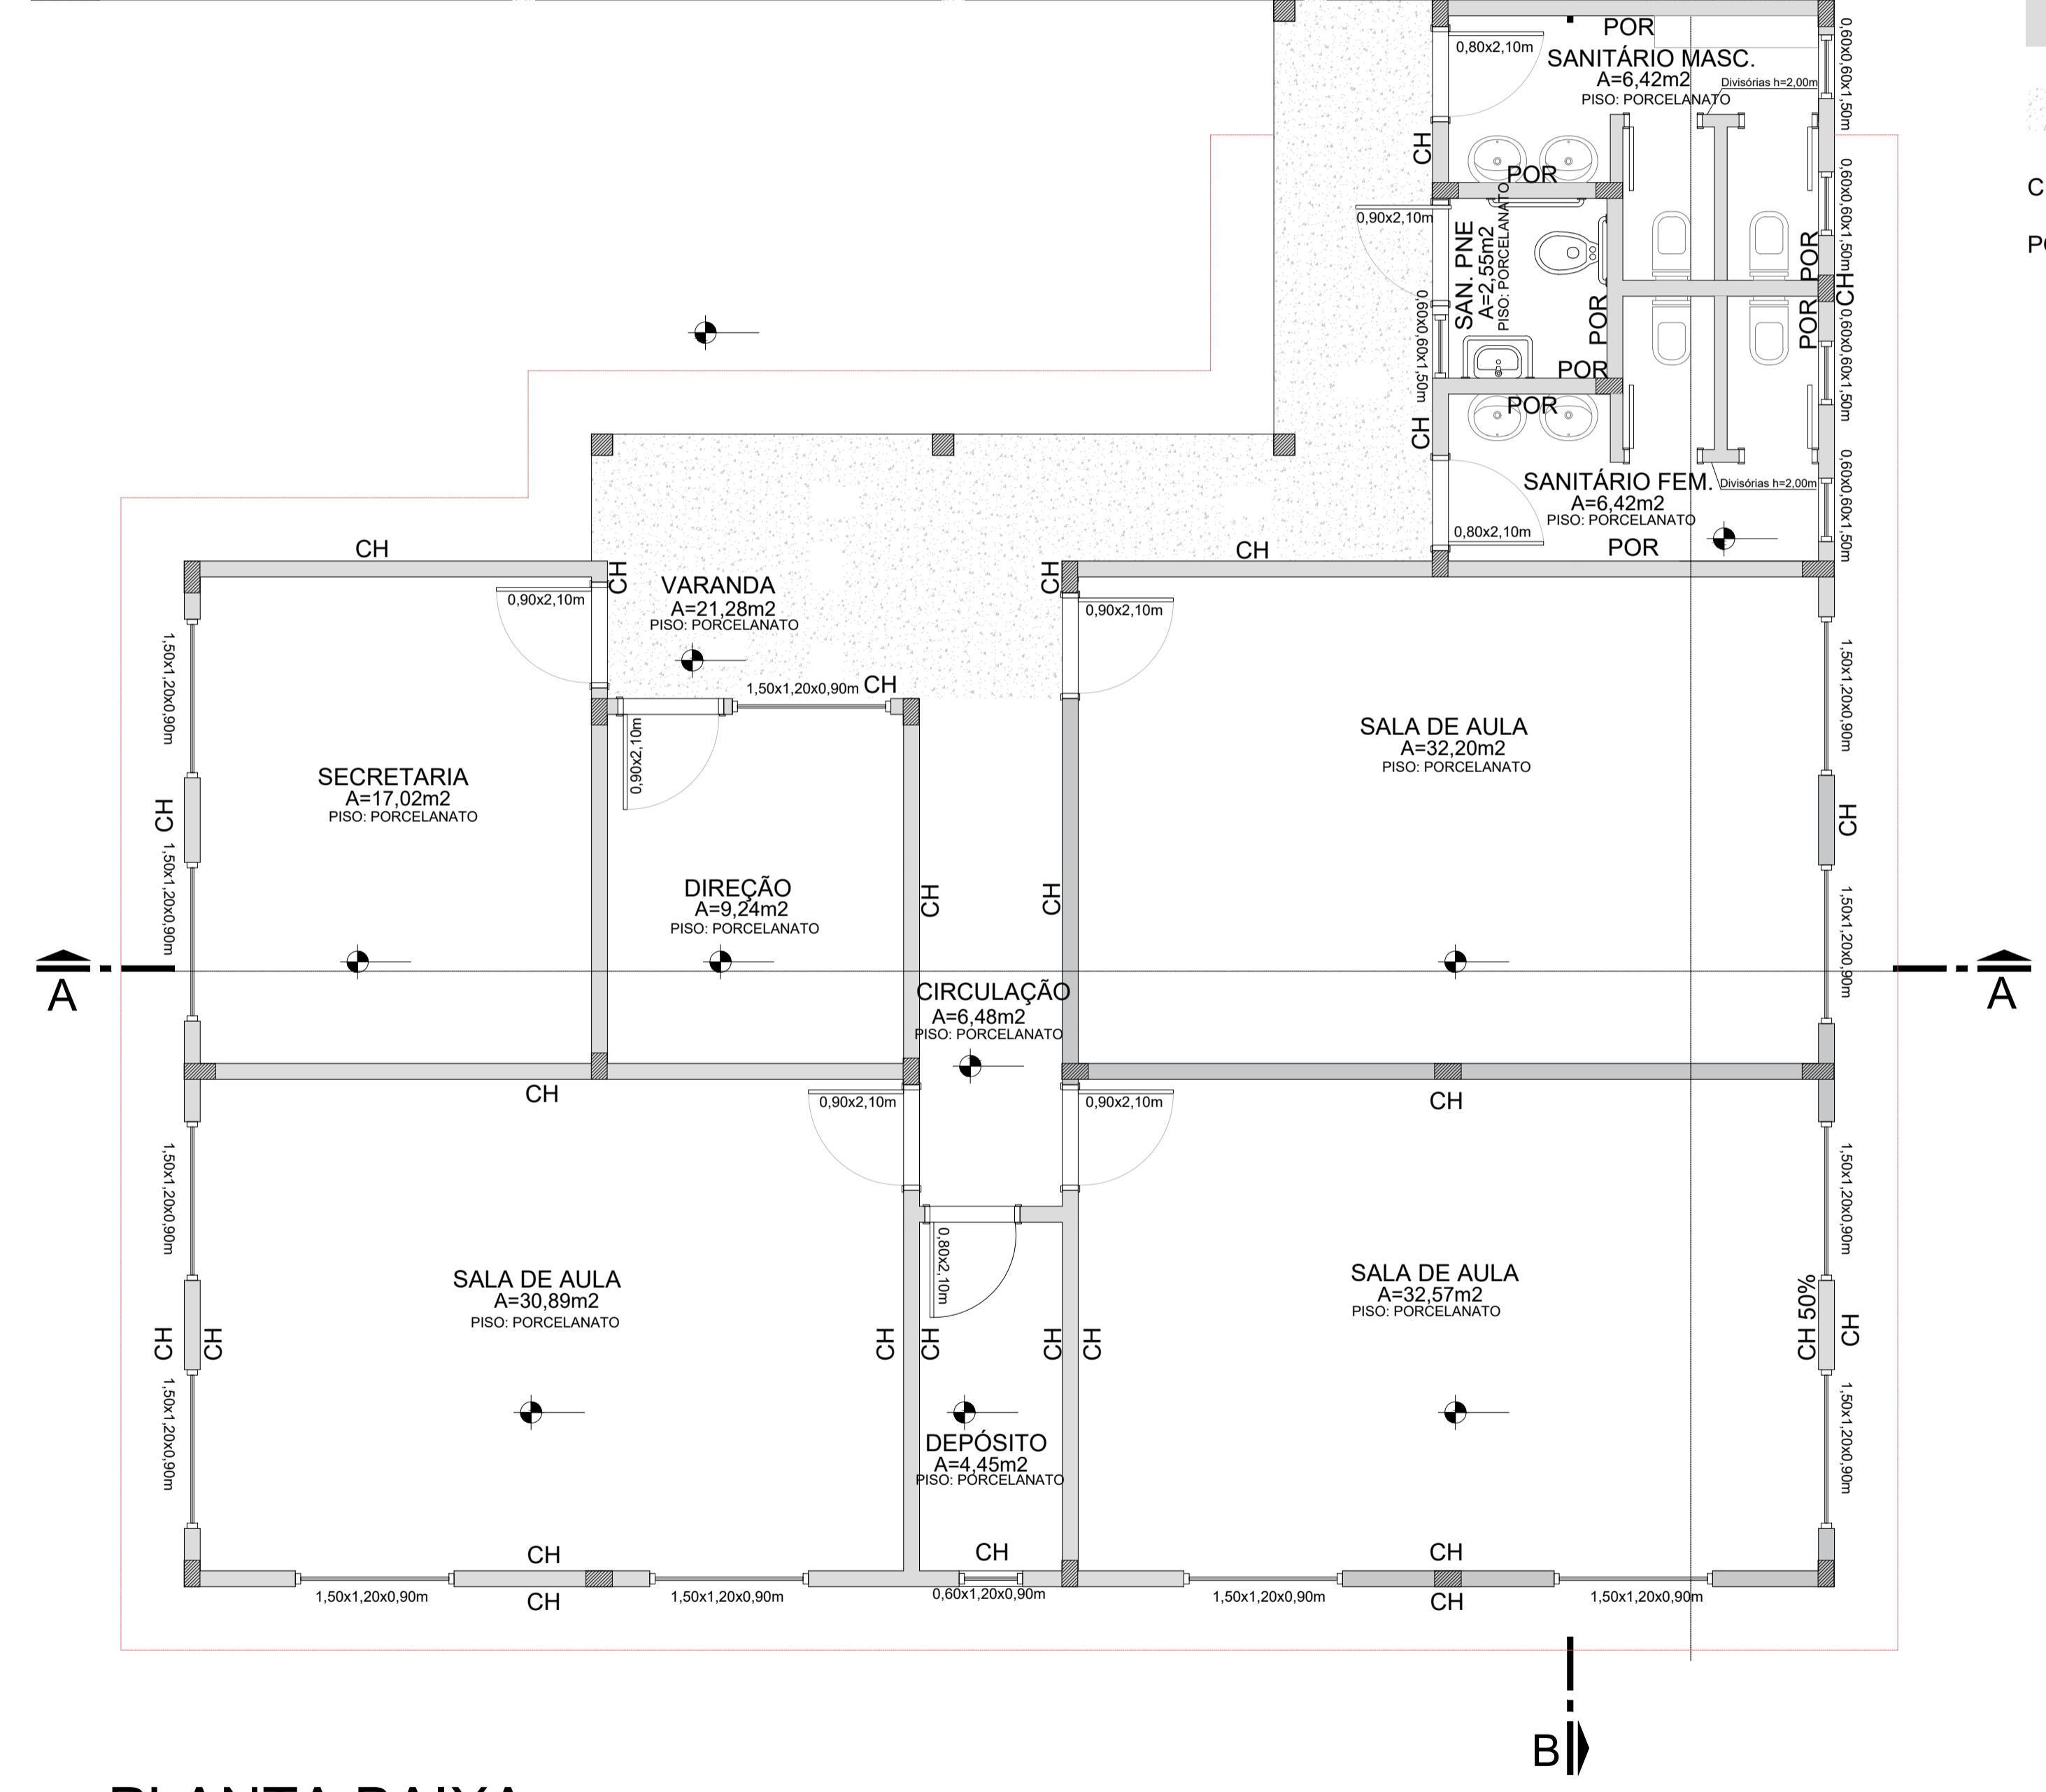 POR
0,80x2,10m
SANITÁRIO MASC.
A=6,42m2
PISO: PORCELANATO
Divisórias h=2,00m
0,60x0,60x1,50m
CH
POR
0,60x0,60x1,50m
0,90x2,10m
SAN. PNE
A=2,55m2
PISO: PORCELANATO
POR
CH
POR
POR
0,60x0,60x1,50m
0,60x0,60x1,50m
POR
POR
CH
SANITÁRIO FEM.
A=6,42m2
PISO: PORCELANATO
Divisórias h=2,00m
0,60x0,60x1,50m
0,80x2,10m
POR
CH
CH
CH
CH
0,90x2,10m
VARANDA
A=21,28m2
PISO: PORCELANATO
0,90x2,10m
1,50x1,20x0,90m
1,50x1,20x0,90m
1,50x1,20x0,90m
CH
0,90x2,10m
SALA DE AULA
A=32,20m2
PISO: PORCELANATO
SECRETARIA
A=17,02m2
PISO: PORCELANATO
CH
CH
1,50x1,20x0,90m
DIREÇÃO
A=9,24m2
PISO: PORCELANATO
CH
CH
1,50x1,20x0,90m
A
CIRCULAÇÃO
A=6,48m2
PISO: PORCELANATO
A
CH
0,90x2,10m
0,90x2,10m
CH
1,50x1,20x0,90m
0,80x2,10m
1,50x1,20x0,90m
SALA DE AULA
A=30,89m2
PISO: PORCELANATO
SALA DE AULA
A=32,57m2
PISO: PORCELANATO
CH
CH
CH
CH
CH
CH
CH 50%
CH
1,50x1,20x0,90m
1,50x1,20x0,90m
DEPÓSITO
A=4,45m2
PISO: PORCELANATO
CH
CH
CH
1,50x1,20x0,90m
CH
1,50x1,20x0,90m
0,60x1,20x0,90m
1,50x1,20x0,90m
CH
1,50x1,20x0,90m
B
PLANTA BAIXA